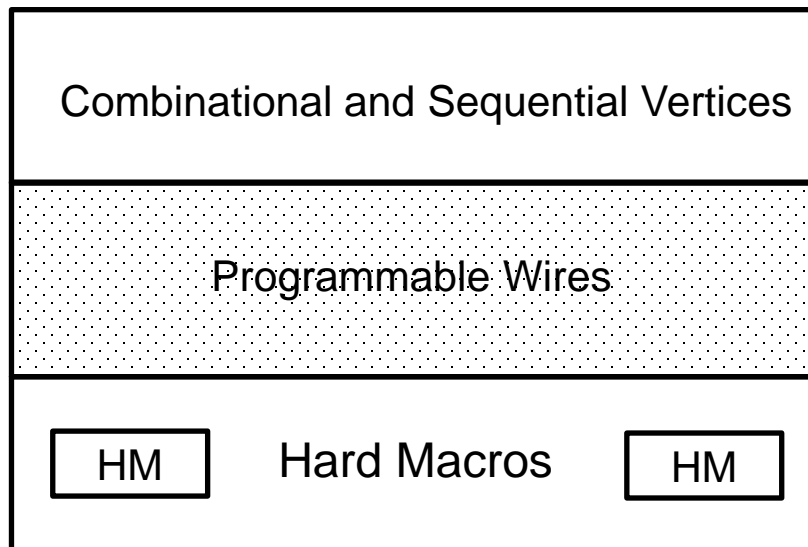 Combinational and Sequential Vertices
Programmable Wires
HM Hard Macros HM